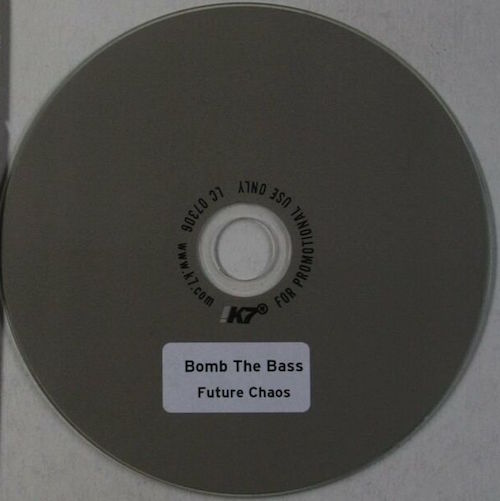 LC 07306
www.k7.com
!K7®
FOR PROMOTIONAL USE ONLY
Bomb The Bass
Future Chaos